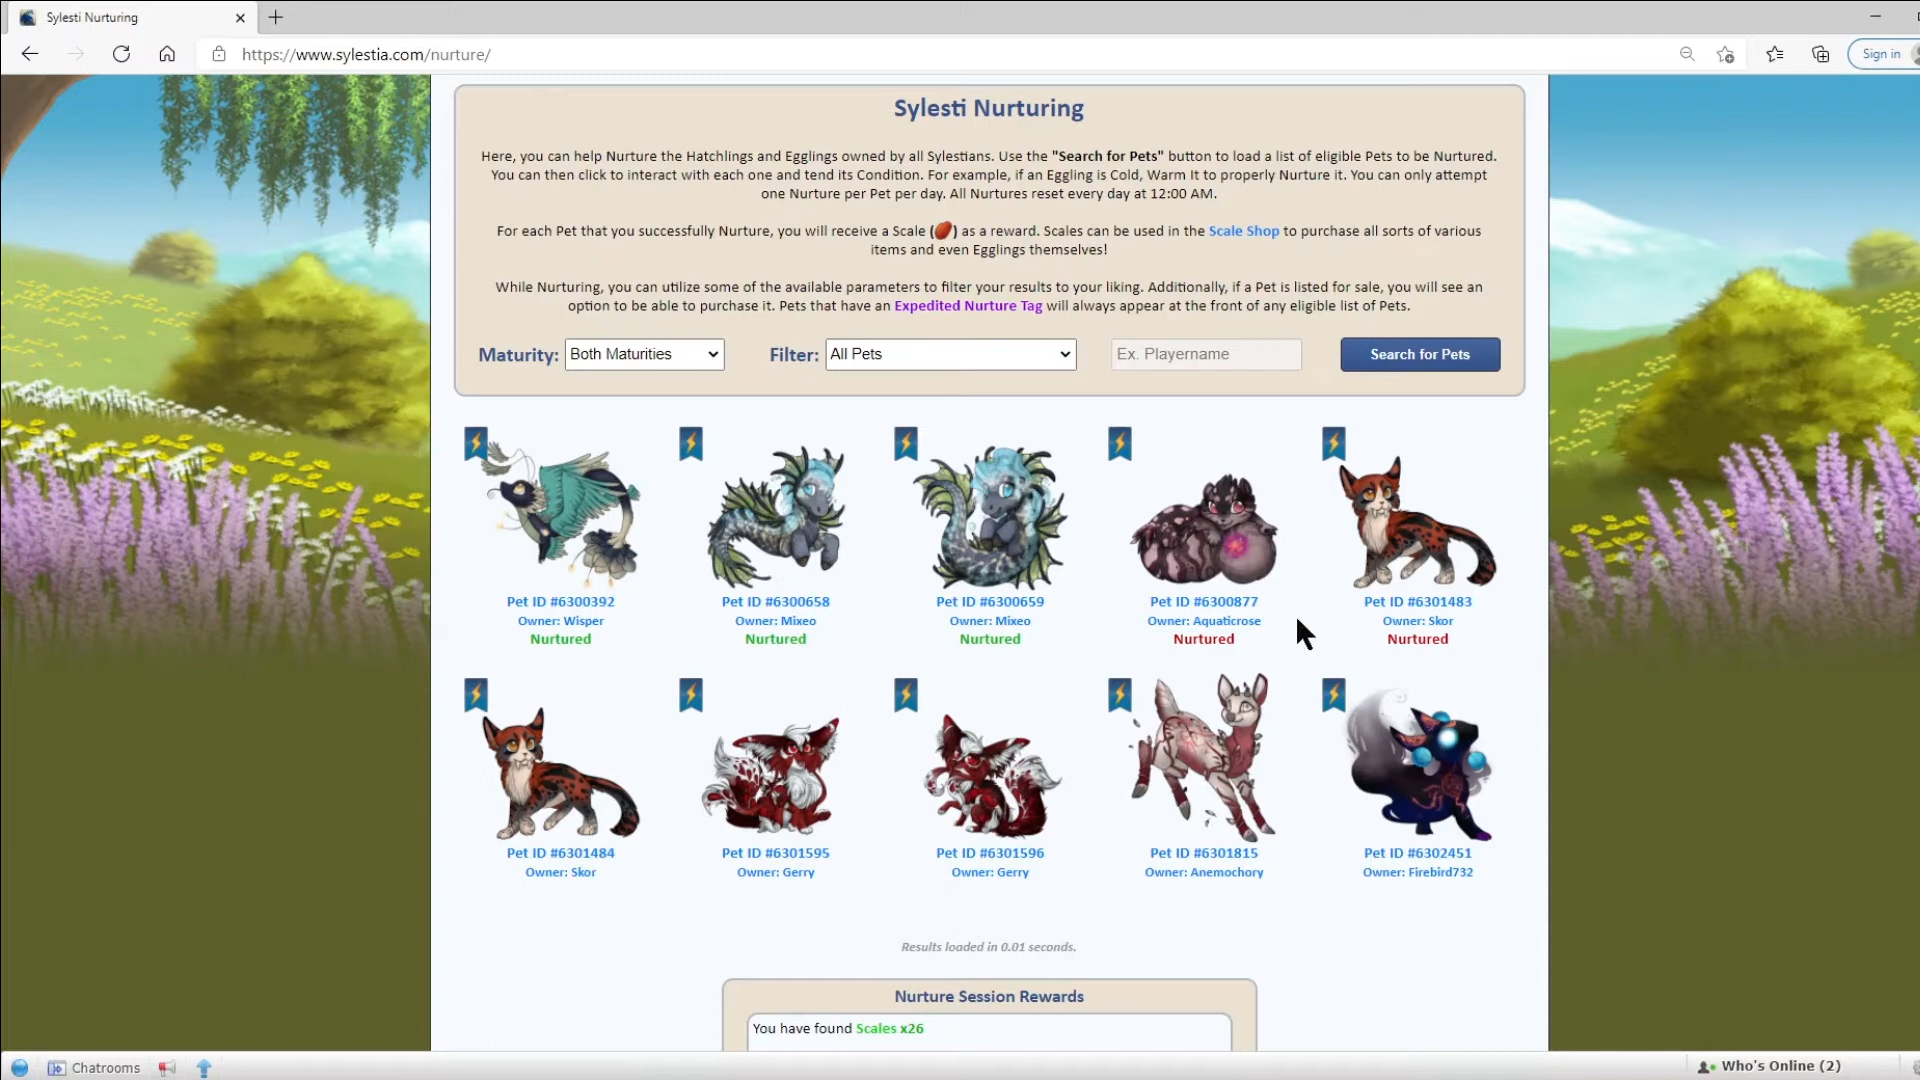 Sylesti Nurturing
https://www.sylestia.com/nurture/
Sign in
Sylesti Nurturing
Here, you can help Nurture the Hatchlings and Egglings owned by all Sylestians. Use the "Search for Pets" button to load a list of eligible Pets to be Nurtured.
You can then click to interact with each one and tend its Condition. For example, if an Eggling is Cold, Warm It to properly Nurture it. You can only attempt
one Nurture per Pet per day. All Nurtures reset every day at 12:00 AM.
For each Pet that you successfully Nurture, you will receive a Scale () as a reward. Scales can be used in the Scale Shop to purchase all sorts of various
items and even Egglings themselves!
While Nurturing, you can utilize some of the available parameters to filter your results to your liking. Additionally, if a Pet is listed for sale, you will see an
option to be able to purchase it. Pets that have an Expedited Nurture Tag will always appear at the front of any eligible list of Pets.
Maturity: Both Maturities Filter: All Pets Ex. Playername Search for Pets
Pet ID #6300392 Pet ID #6300658 Pet ID #6300659 Pet ID #6300877 Pet ID #6301483
Owner: Wisper Owner: Mixeo Owner: Mixeo Owner: Aquaticrose Owner: Skor
Nurtured Nurtured Nurtured Nurtured Nurtured
Pet ID #6301484 Pet ID #6301595 Pet ID #6301596 Pet ID #6301815 Pet ID #6302451
Owner: Skor Owner: Gerry Owner: Gerry Owner: Anemochory Owner: Firebird732
Results loaded in 0.01 seconds.
Nurture Session Rewards
You have found Scales x26
Chatrooms Who's Online (2)